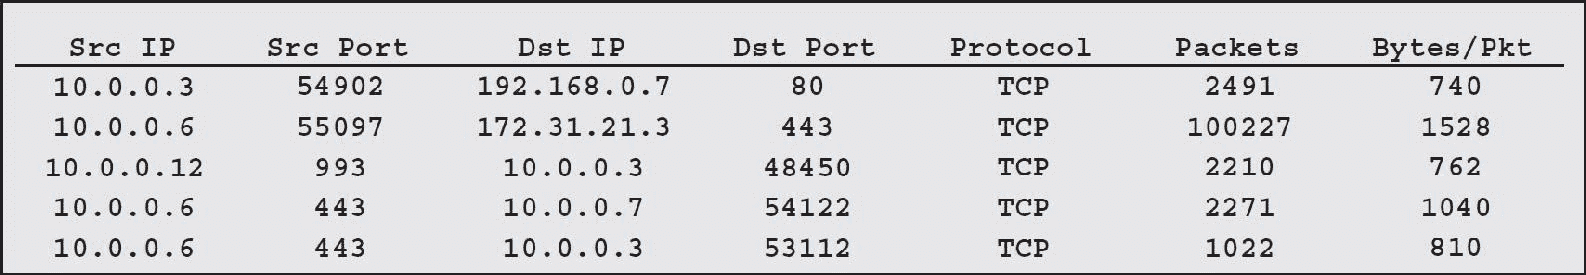 Src IP Src Port Dst IP Dst Port Protocol Packets Bytes/Pkt
10.0.0.3 54902 192.168.0.7 80 TCP 2491 740
10.0.0.6 55097 172.31.21.3 443 TCP 100227 1528
10.0.0.12 993 10.0.0.3 48450 TCP 2210 762
10.0.0.6 443 10.0.0.7 54122 TCP 2271 1040
10.0.0.6 443 10.0.0.3 53112 TCP 1022 810